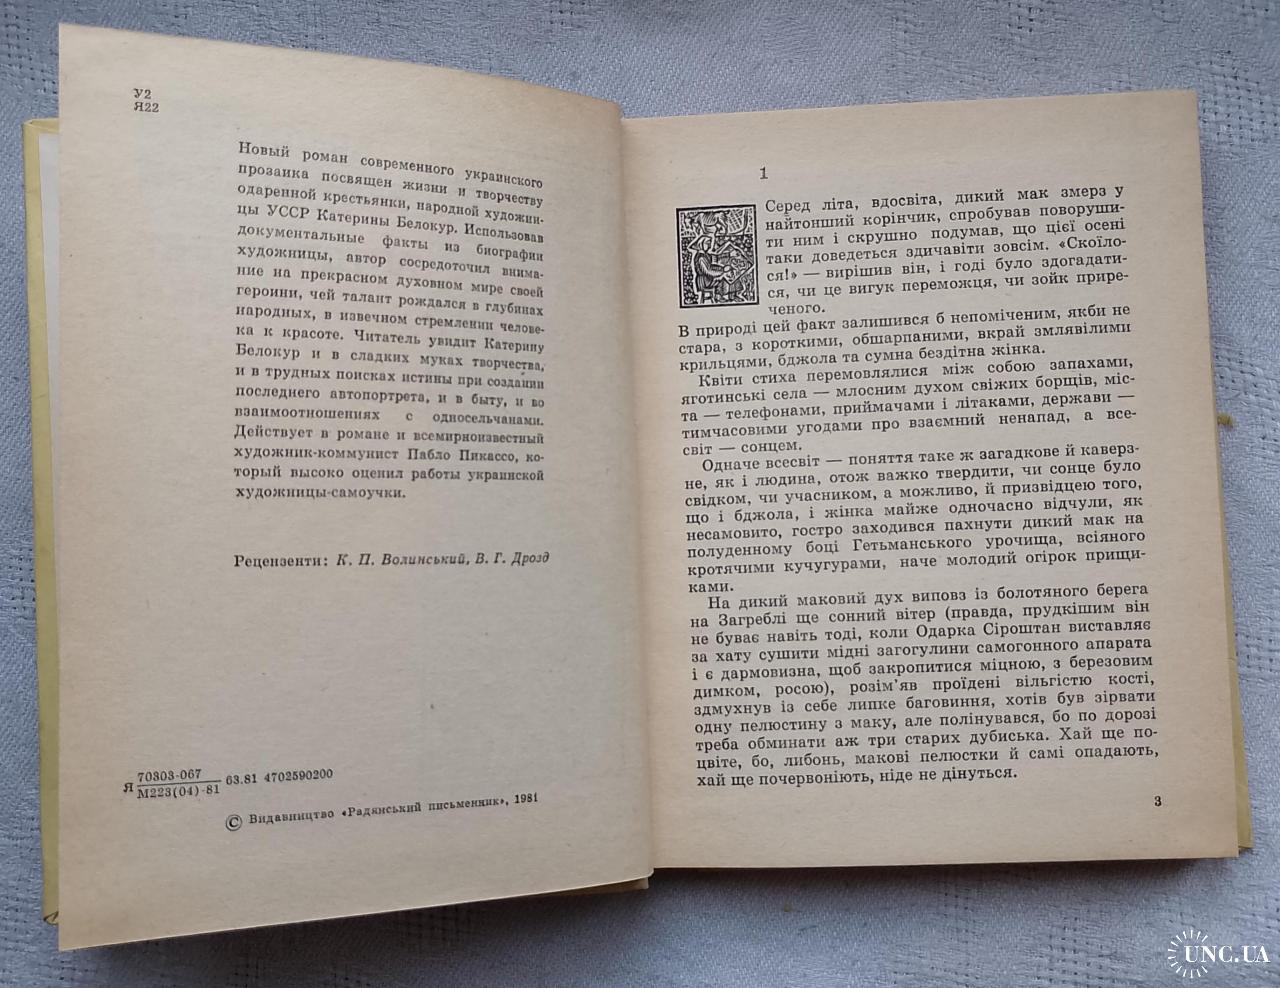 У2
Я22
Новый роман современного украинского
прозаика посвящен жизни и творчеству
одаренной крестьянки, народной художни-
цы УССР Катерины Белокур. Использовав
документальные факты из биографии
художницы, автор сосредоточил внима-
ние на прекрасном духовном мире своей
героини, чей талант рождался в глубинах
народных, в извечном стремлении челове-
ка к красоте. Читатель увидит Катерину
Белокур и в сладких муках творчества,
и в трудных поисках истины при создании
последнего автопортрета, и в быту, и во
взаимоотношениях с односельчанами.
Действует в романе и всемирноизвестный
художник-коммунист Пабло Пикассо, ко-
торый высоко оценил работы украинской
художницы-самоучки.
Рецензенти: К. П. Волинський, В. Г. Дрозд
Я 70303-067
М223(04)-81 63.81 4702590200
© Видавництво «Радянський письменник», 1981
1
Серед літа, вдосвіта, дикий мак змерз у
найтонший корінчик, спробував поворуши-
ти ним і скрушно подумав, що цієї осені
таки доведеться здичавіти зовсім. «Скоїло-
ся!» — вирішив він, і годі було здогадати-
ся, чи це вигук переможця, чи зойк прире-
ченого.
В природі цей факт залишився б непоміченим, якби не
стара, з короткими, обшарпаними, вкрай змлявілими
крильцями, бджола та сумна бездітна жінка.
Квіти стиха перемовлялися між собою запахами,
яготинські села — млосним духом свіжих борщів, міс-
та — телефонами, приймачами і літаками, держави —
тимчасовими угодами про взаємний ненапад, а все-
світ — сонцем.
Одначе всесвіт — поняття таке ж загадкове й каверз-
не, як і людина, отож важко твердити, чи сонце було
свідком, чи учасником, а можливо, й призвідцею того,
що і бджола, і жінка майже одночасно відчули, як
несамовито, гостро заходився пахнути дикий мак на
полуденному боці Гетьманського урочища, всіяного
кротячими кучугурами, наче молодий огірок прищи-
ками.
На дикий маковий дух виповз із болотяного берега
на Загреблі ще сонний вітер (правда, прудкішим він
не буває навіть тоді, коли Одарка Сіроштан виставляє
за хату сушити мідні загогулини самогонного апарата
і є дармовизна, щоб закропитися міцною, з березовим
димком, росою), розім’яв проїдені вільгістю кості,
здмухнув із себе липке баговиння, хотів був зірвати
одну пелюстину з маку, але полінувався, бо по дорозі
треба обминати аж три старих дубиська. Хай ще по-
цвіте, бо, либонь, макові пелюстки й самі опадають,
хай ще почервоніють, ніде не дінуться.
3
UNC.UA